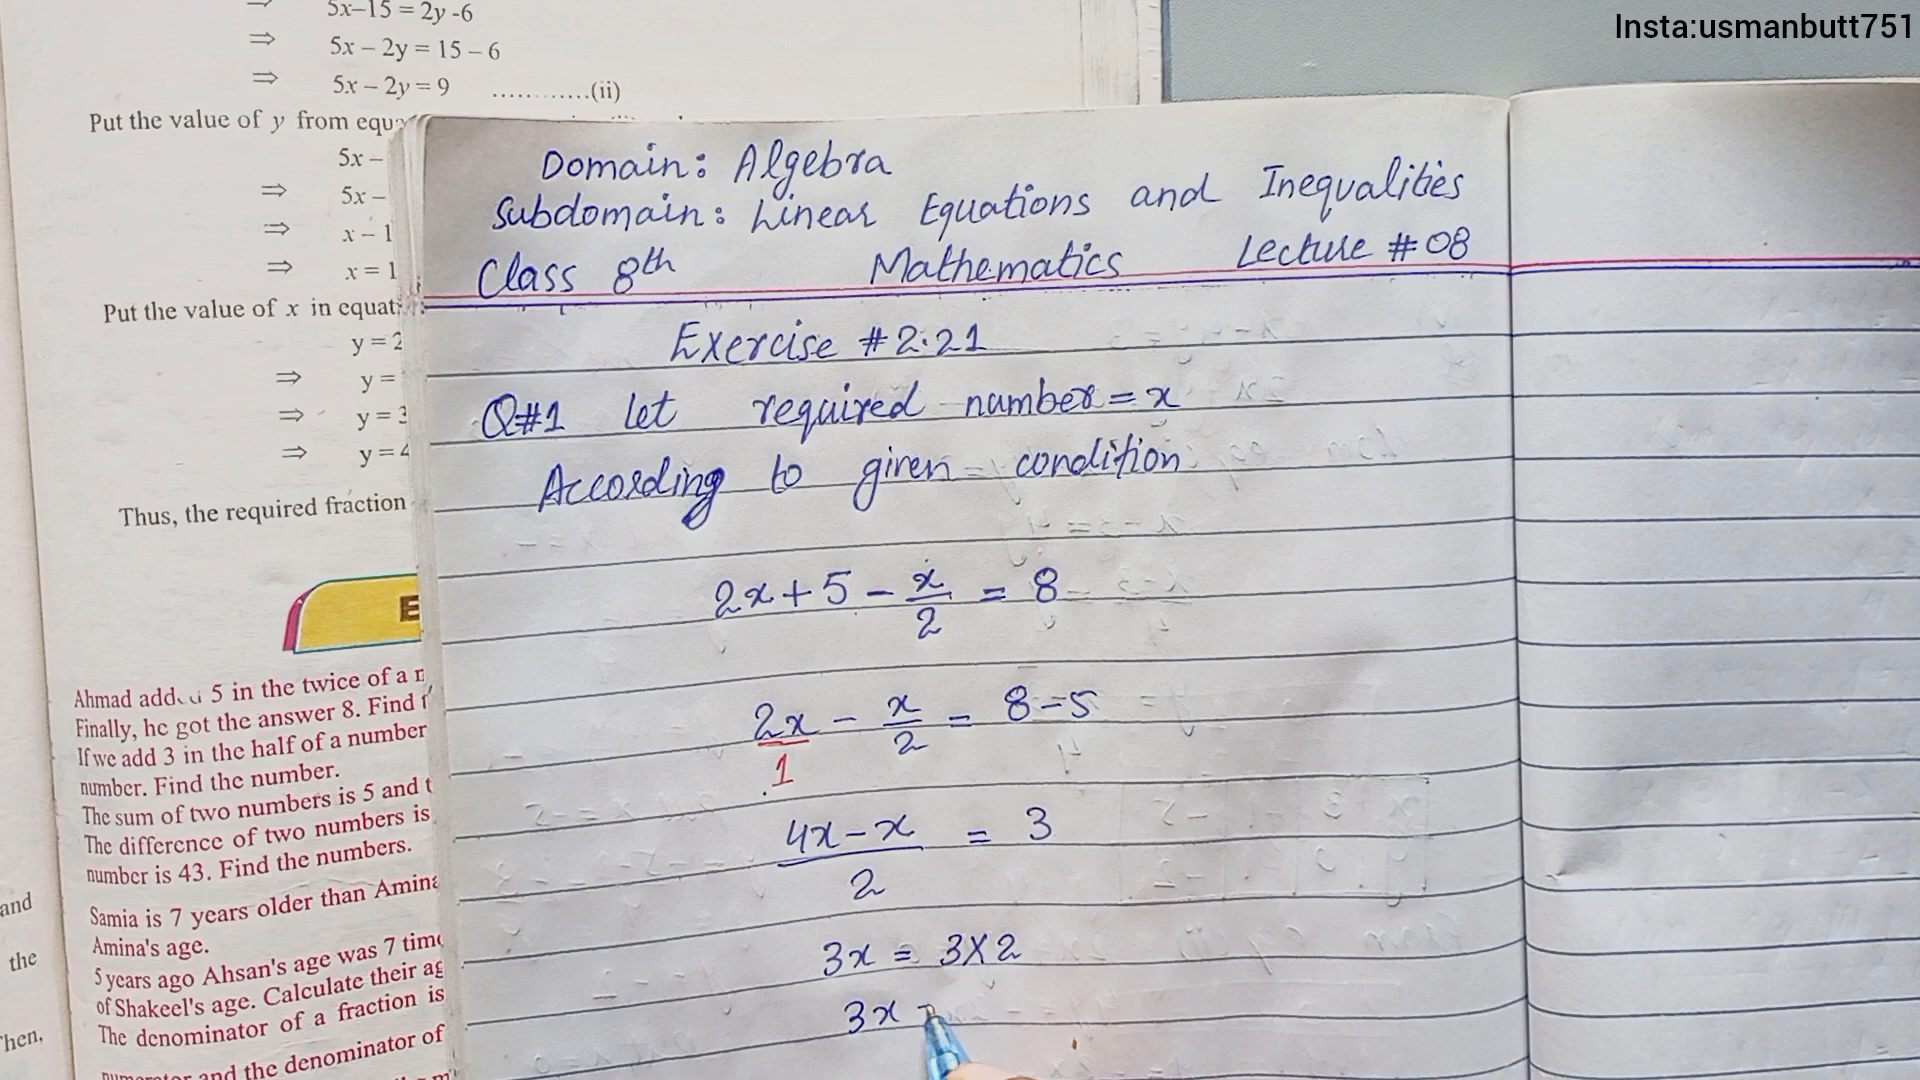 Insta:usmanbutt751
5x–15 = 2y -6
⇒ 5x – 2y = 15 – 6
⇒ 5x – 2y = 9 ............(ii)
Put the value of y from
5x –
⇒ 5x –
⇒ x – 1
⇒ x = 1
Put the value of x in
y = 2
⇒ y =
⇒ y = 3
⇒ y = 4
Thus, the required fraction
E
Ahmad added 5 in the twice of a
Finally, he got the answer 8. Find
If we add 3 in the half of a number
number. Find the number.
The sum of two numbers is 5 and
The difference of two numbers is
number is 43. Find the numbers.
Samia is 7 years older than
Amina's age.
5 years ago Ahsan's age was 7
of Shakeel's age. Calculate their
The denominator of a fraction is
and the denominator of
and
the
Then,
Domain: Algebra
Subdomain: Linear Equations and Inequalities
Class 8th Mathematics Lecture #08
Exercise #2.21
Q#1 Let required number = x
According to given condition
2x + 5 – x/2 = 8
2x/1 – x/2 = 8 – 5
4x – x / 2 = 3
3x = 3×2
3x